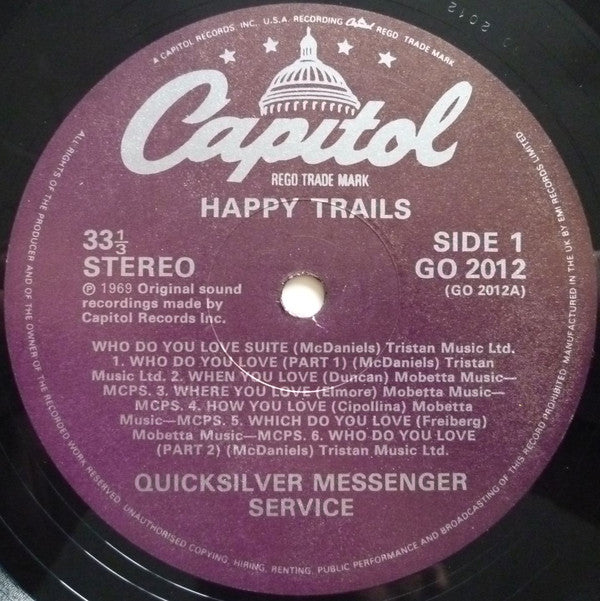 2012
A CAPITOL RECORDS, INC. U.S.A. RECORDING Capitol REGD. TRADE MARK
Capitol
REGD TRADE MARK
HAPPY TRAILS
33⅓
STEREO
Ⓟ 1969 Original sound
recordings made by
Capitol Records Inc.
SIDE 1
GO 2012
(GO 2012A)
WHO DO YOU LOVE SUITE (McDaniels) Tristan Music Ltd.
1. WHO DO YOU LOVE (PART 1) (McDaniels) Tristan
Music Ltd. 2. WHEN YOU LOVE (Duncan) Mobetta Music—
MCPS. 3. WHERE YOU LOVE (Elmore) Mobetta Music—
MCPS. 4. HOW YOU LOVE (Cipollina) Mobetta
Music—MCPS. 5. WHICH DO YOU LOVE (Freiberg)
Mobetta Music—MCPS. 6. WHO DO YOU LOVE
(PART 2) (McDaniels) Tristan Music Ltd.
QUICKSILVER MESSENGER
SERVICE
ALL RIGHTS OF THE PRODUCER AND OF THE OWNER OF THE RECORDED WORK RESERVED. UNAUTHORISED COPYING, HIRING, RENTING, PUBLIC PERFORMANCE AND BROADCASTING OF THIS RECORD PROHIBITED. MANUFACTURED IN THE UK BY EMI RECORDS LIMITED